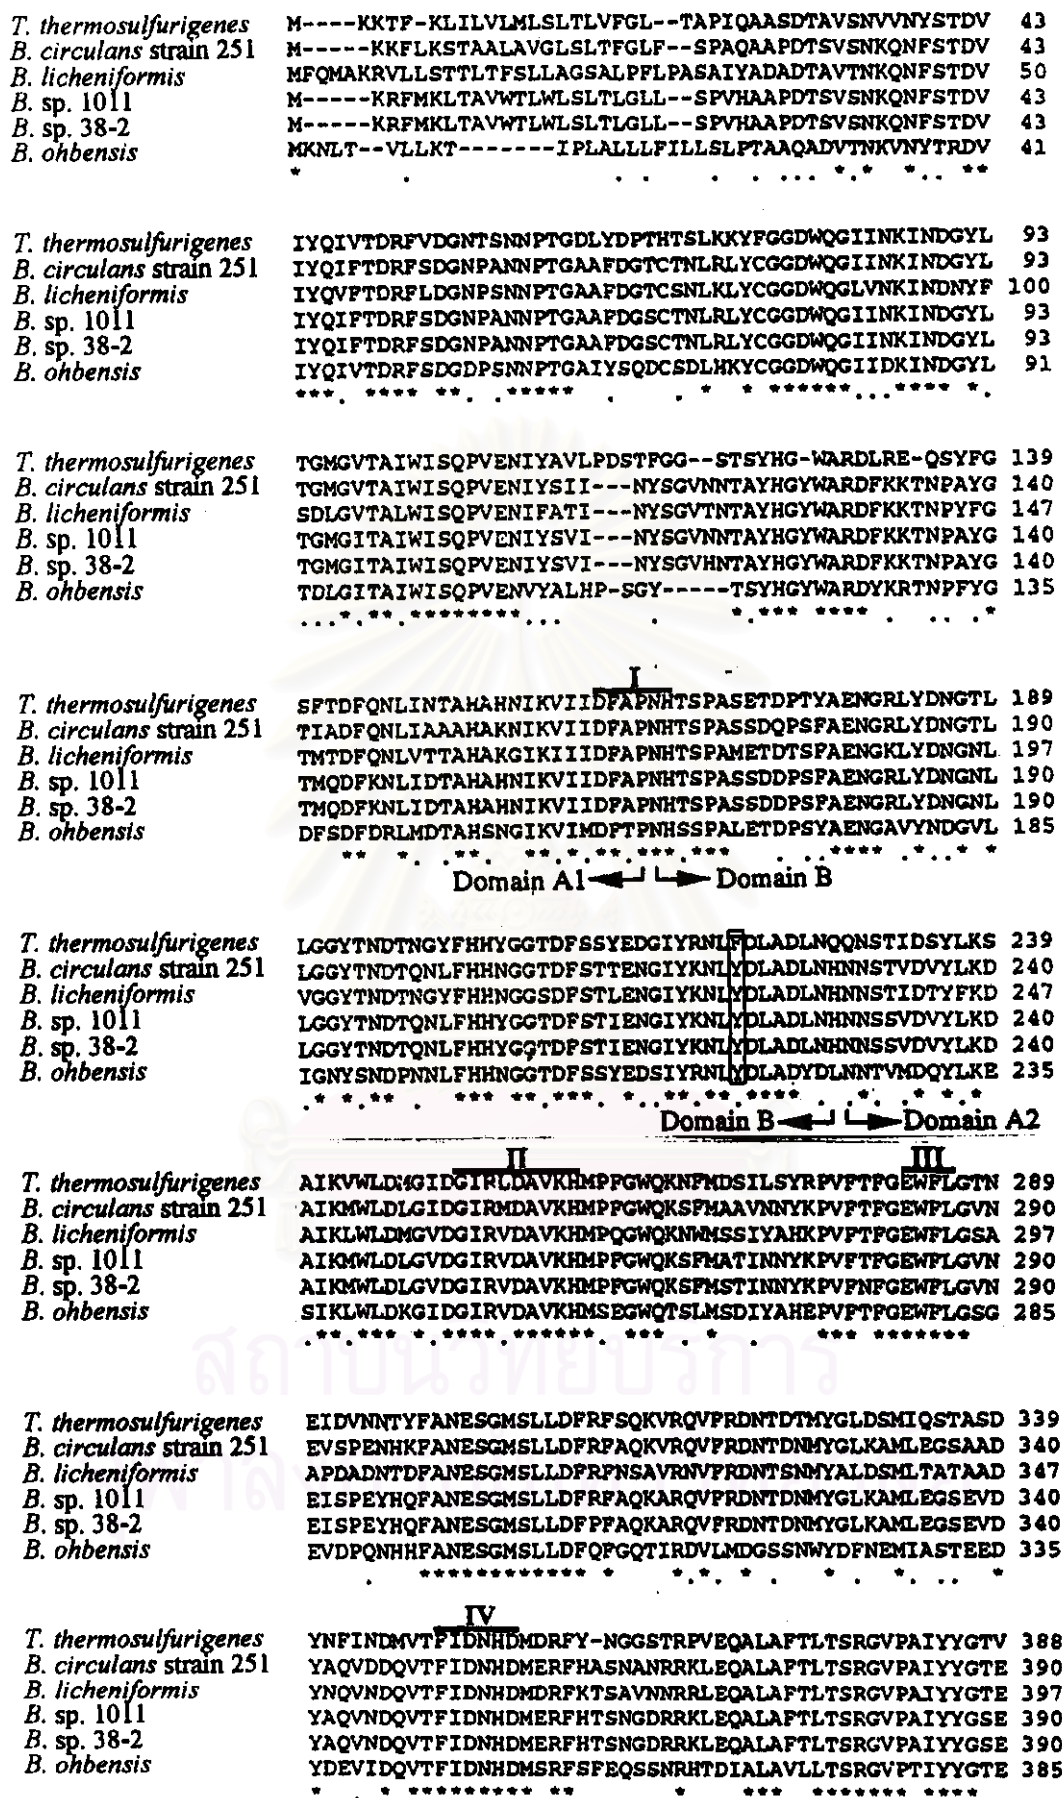 T. thermosulfurigenes M-----KKTF-KLILVLMLSLTLVFGL--TAPIQAASDTAVSNVVNYSTDV 43
B. circulans strain 251 M-----KKFLKSTAALAVGLSLTFGLF--SPAQAAPDTSVSNKQNFSTDV 43
B. licheniformis MFQMAKRVLLSTTLTFSLLAGSALPFLPASAIYADADTAVTNKQNFSTDV 50
B. sp. 1011 M-----KRFMKLTAVWTLWLSLTLGLL--SPVHAAPDTSVSNKQNFSTDV 43
B. sp. 38-2 M-----KRFMKLTAVWTLWLSLTLGLL--SPVHAAPDTSVSNKQNFSTDV 43
B. ohbensis MKNLT--VLLKT-------IPLALLLFILLSLPTAAQADVTNKVNYTRDV 41
T. thermosulfurigenes IYQIVTDRFVDGNTSNNPTGDLYDPTHTSLKKYFGGDWQGIINKINDGYL 93
B. circulans strain 251 IYQIFTDRFSDGNPANNPTGAAFDGTCTNLRLYCGGDWQGIINKINDGYL 93
B. licheniformis IYQVFTDRFLDGNPSNNPTGAAFDGTCSNLKLYCGGDWQGLVNKINDNYF 100
B. sp. 1011 IYQIFTDRFSDGNPANNPTGAAFDGSCTNLRLYCGGDWQGIINKINDGYL 93
B. sp. 38-2 IYQIFTDRFSDGNPANNPTGAAFDGSCTNLRLYCGGDWQGIINKINDGYL 93
B. ohbensis IYQIVTDRFSDGDPSNNPTGAIYSQDCSDLHKYCGGDWQGIIDKINDGYL 91
T. thermosulfurigenes TGMGVTAIWISQPVENIYAVLPDSTFGG--STSYHG-WARDLRE-QSYFG 139
B. circulans strain 251 TGMGVTAIWISQPVENIYSII---NYSGVNNTAYHGYWARDFKKTNPAYG 140
B. licheniformis SDLGVTALWISQPVENIFATI---NYSGVTNTAYHGYWARDFKKTNPYFG 147
B. sp. 1011 TGMGITAIWISQPVENIYSVI---NYSGVNNTAYHGYWARDFKKTNPAYG 140
B. sp. 38-2 TGMGITAIWISQPVENIYSVI---NYSGVHNTAYHGYWARDFKKTNPAYG 140
B. ohbensis TDLGITAIWISQPVENVYALHP-SGY-----TSYHGYWARDYKRTNPFYG 135
I
T. thermosulfurigenes SFTDFQNLINTAHAHNIKVIIDFAPNHTSPASETDPTYAENGRLYDNGTL 189
B. circulans strain 251 TIADFQNLIAAAHAKNIKVIIDFAPNHTSPASSDQPSFAENGRLYDNGTL 190
B. licheniformis TMTDFQNLVTTAHAKGIKIIIDFAPNHTSPAMETDTSFAENGKLYDNGNL 197
B. sp. 1011 TMQDFKNLIDTAHAHNIKVIIDFAPNHTSPASSDDPSFAENGRLYDNGNL 190
B. sp. 38-2 TMQDFKNLIDTAHAHNIKVIIDFAPNHTSPASSDDPSFAENGRLYDNGNL 190
B. ohbensis DFSDFDRLMDTAHSNGIKVIMDFTPNHSSPALETDPSYAENGAVYNDGVL 185
Domain A1 Domain B
T. thermosulfurigenes LGGYTNDTNGYFHHYGGTDFSSYEDGIYRNLFDLADLNQQNSTIDSYLKS 239
B. circulans strain 251 LGGYTNDTQNLFHHNGGTDFSTTENGIYKNLYDLADLNHNNSTVDVYLKD 240
B. licheniformis VGGYTNDTNGYFHHNGGSDFSTLENGIYKNLYDLADLNHNNSTIDTYFKD 247
B. sp. 1011 LGGYTNDTQNLFHHYGGTDFSTIENGIYKNLYDLADLNHNNSSVDVYLKD 240
B. sp. 38-2 LGGYTNDTQNLFHHYGGTDFSTIENGIYKNLYDLADLNHNNSSVDVYLKD 240
B. ohbensis IGNYSNDPNNLFHHNGGTDFSSYEDSIYRNLYDLADYDLNNTVMDQYLKE 235
Domain B Domain A2
II III
T. thermosulfurigenes AIKVWLDMGIDGIRLDAVKHMPFGWQKNFMDSILSYRPVFTFGEWFLGTN 289
B. circulans strain 251 AIKMWLDLGIDGIRMDAVKHMPFGWQKSFMAAVNNYKPVFTFGEWFLGVN 290
B. licheniformis AIKLWLDMGVDGIRVDAVKHMPQGWQKNWMSSIYAHKPVFTFGEWFLGSA 297
B. sp. 1011 AIKMWLDLGVDGIRVDAVKHMPFGWQKSFMATINNYKPVFTFGEWFLGVN 290
B. sp. 38-2 AIKMWLDLGVDGIRVDAVKHMPFGWQKSFMSTINNYKPVFNFGEWFLGVN 290
B. ohbensis SIKLWLDKGIDGIRVDAVKHMSEGWQTSLMSDIYAHEPVFTFGEWFLGSG 285
T. thermosulfurigenes EIDVNNTYFANESGMSLLDFRFSQKVRQVFRDNTDTMYGLDSMIQSTASD 339
B. circulans strain 251 EVSPENHKFANESGMSLLDFRFAQKVRQVFRDNTDNMYGLKAMLEGSAAD 340
B. licheniformis APDADNTDFANESGMSLLDFRFNSAVRNVFRDNTSNMYALDSMLTATAAD 347
B. sp. 1011 EISPEYHQFANESGMSLLDFRFAQKARQVFRDNTDNMYGLKAMLEGSEVD 340
B. sp. 38-2 EISPEYHQFANESGMSLLDFPFAQKARQVFRDNTDNMYGLKAMLEGSEVD 340
B. ohbensis EVDPQNHHFANESGMSLLDFQFGQTIRDVLMDGSSNWYDFNEMIASTEED 335
IV
T. thermosulfurigenes YNFINDMVTFIDNHDMDRFY-NGGSTRPVEQALAFTLTSRGVPAIYYGTV 388
B. circulans strain 251 YAQVDDQVTFIDNHDMERFHASNANRRKLEQALAFTLTSRGVPAIYYGTE 390
B. licheniformis YNQVNDQVTFIDNHDMDRFKTSAVNNRRLEQALAFTLTSRGVPAIYYGTE 397
B. sp. 1011 YAQVNDQVTFIDNHDMERFHTSNGDRRKLEQALAFTLTSRGVPAIYYGSE 390
B. sp. 38-2 YAQVNDQVTFIDNHDMERFHTSNGDRRKLEQALAFTLTSRGVPAIYYGSE 390
B. ohbensis YDEVIDQVTFIDNHDMSRFSFEQSSNRHTDIALAVLLTSRGVPTIYYGTE 385